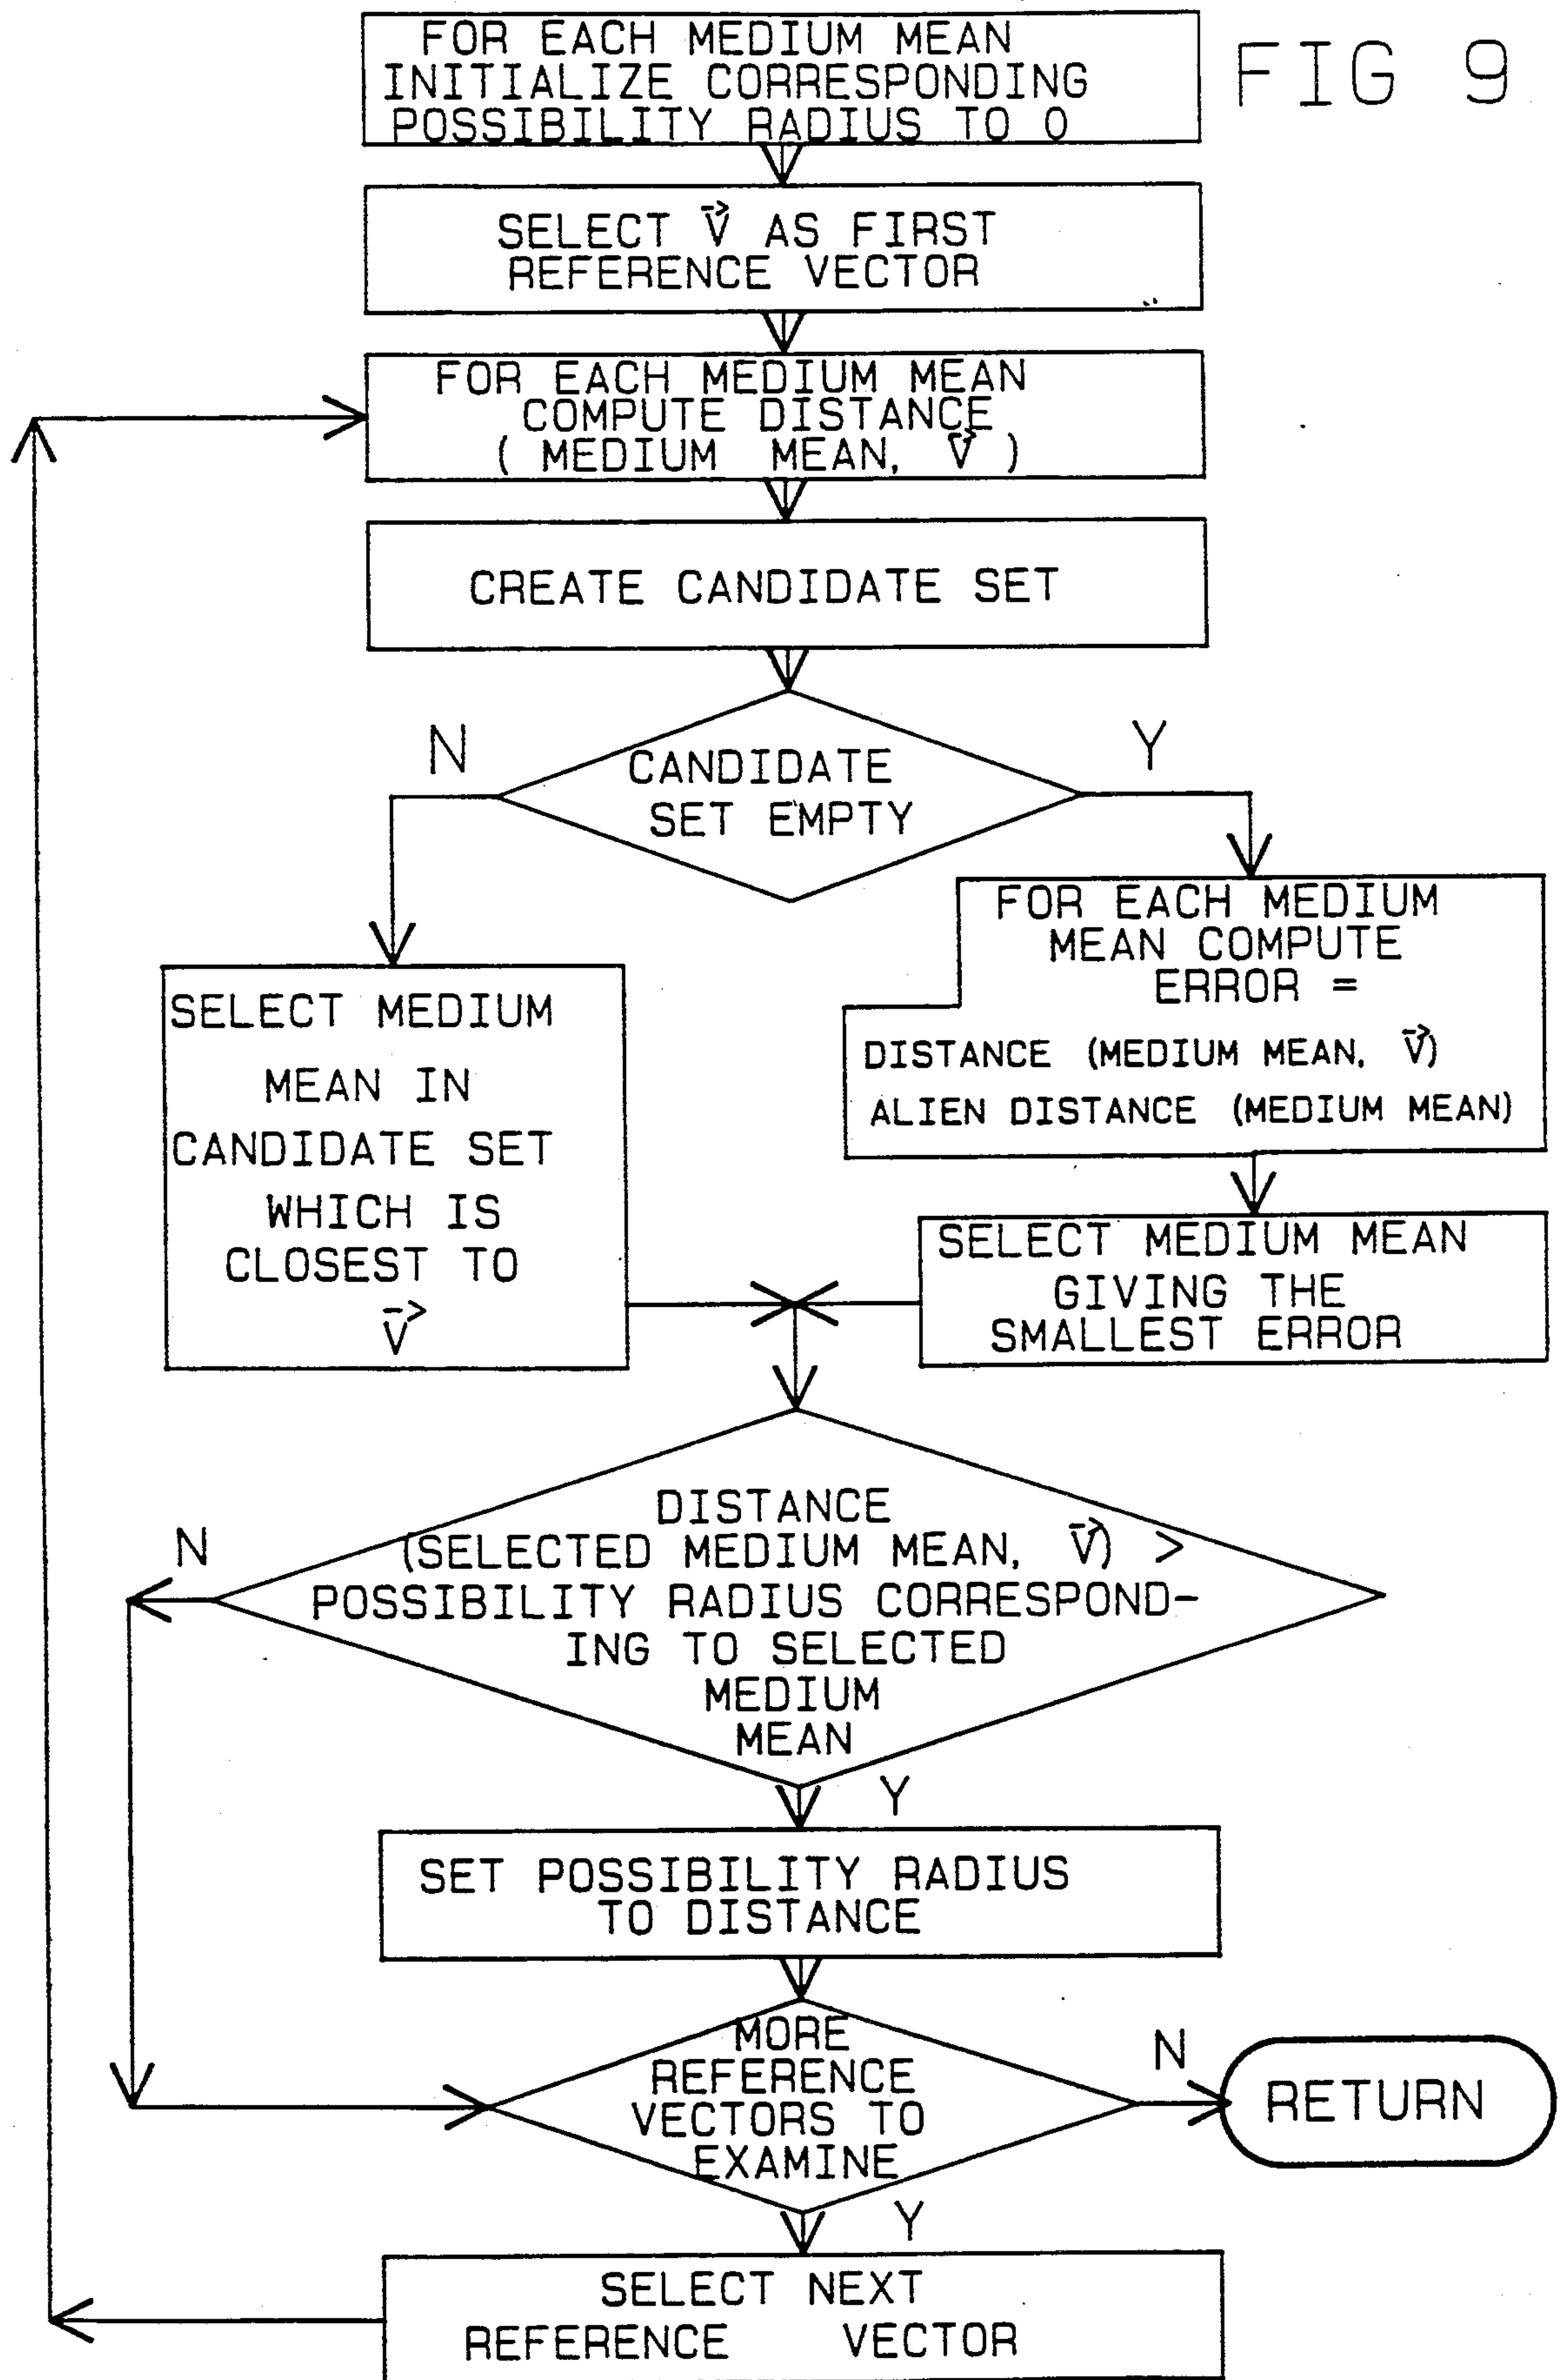 FOR EACH MEDIUM MEAN
INITIALIZE CORRESPONDING
POSSIBILITY RADIUS TO 0
FIG 9
SELECT V⃗ AS FIRST
REFERENCE VECTOR
FOR EACH MEDIUM MEAN
COMPUTE DISTANCE
( MEDIUM MEAN, V⃗ )
CREATE CANDIDATE SET
N
CANDIDATE
SET EMPTY
Y
SELECT MEDIUM
MEAN IN
CANDIDATE SET
WHICH IS
CLOSEST TO
V⃗
FOR EACH MEDIUM
MEAN COMPUTE
ERROR =
DISTANCE (MEDIUM MEAN, V⃗)
ALIEN DISTANCE (MEDIUM MEAN)
SELECT MEDIUM MEAN
GIVING THE
SMALLEST ERROR
N
DISTANCE
(SELECTED MEDIUM MEAN, V⃗) >
POSSIBILITY RADIUS CORRESPOND-
ING TO SELECTED
MEDIUM
MEAN
Y
SET POSSIBILITY RADIUS
TO DISTANCE
MORE
REFERENCE
VECTORS TO
EXAMINE
N
RETURN
Y
SELECT NEXT
REFERENCE VECTOR